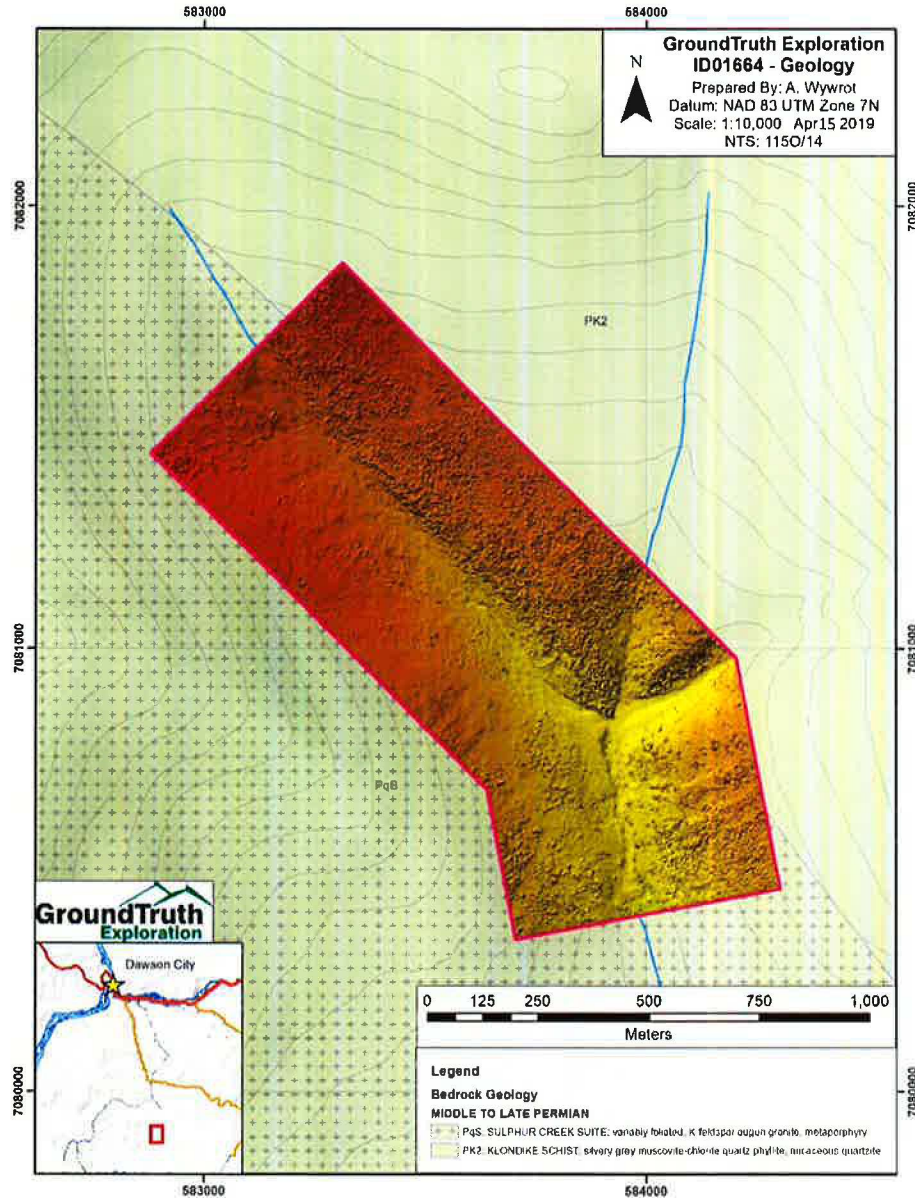 583000
584000
GroundTruth Exploration
ID01664 - Geology
N
Prepared By: A. Wywrot
Datum: NAD 83 UTM Zone 7N
Scale: 1:10,000 Apr15 2019
NTS: 115O/14
7082000
7082000
PK2
7081000
7081000
PqB
GroundTruth
Exploration
Dawson City
0 125 250 500 750 1,000
Meters
Legend
Bedrock Geology
MIDDLE TO LATE PERMIAN
PqS: SULPHUR CREEK SUITE: variably foliated, K feldspar augen granite, metaporphyry
PK2: KLONDIKE SCHIST: silvery grey muscovite-chlorite quartz phyllite, micaceous quartzite
7080000
7080000
583000
584000